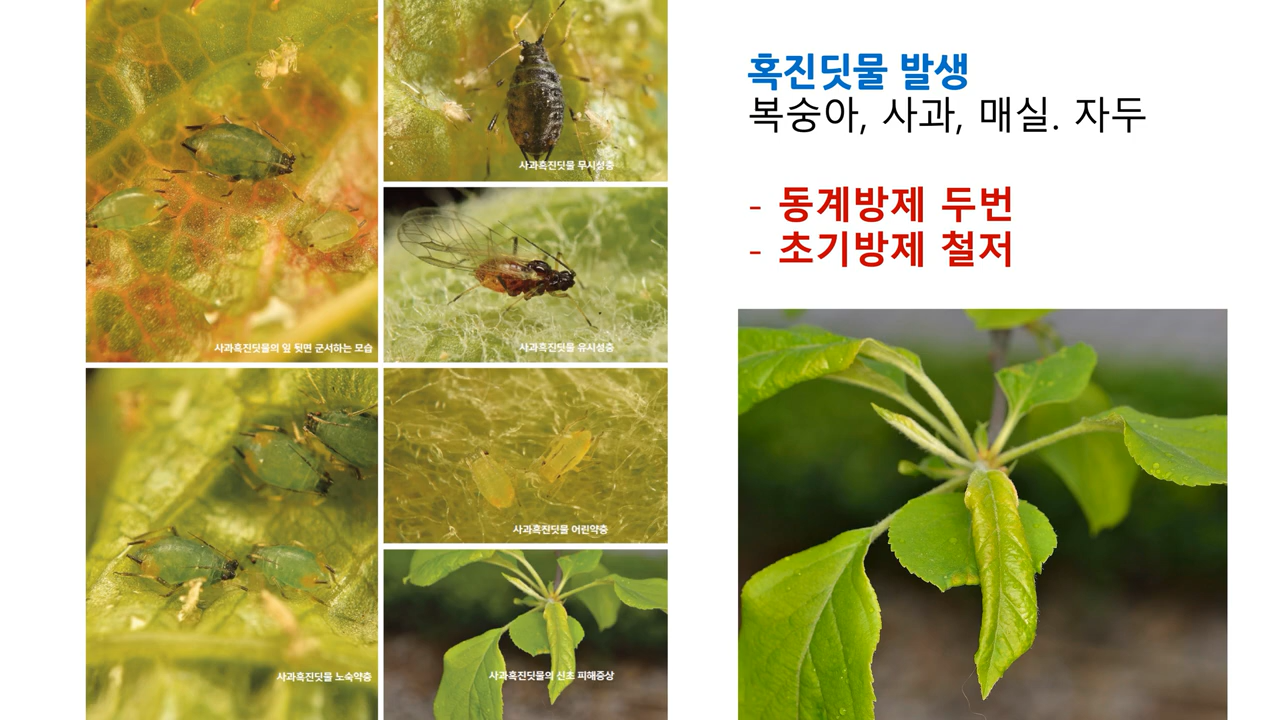 혹진딧물 발생
복숭아, 사과, 매실. 자두
- 동계방제 두번
- 초기방제 철저
사과혹진딧물 무시성충
사과혹진딧물의 잎 뒷면 군서하는 모습
사과혹진딧물 유시성충
사과혹진딧물 어린약충
사과혹진딧물 노숙약충
사과혹진딧물의 신초 피해증상